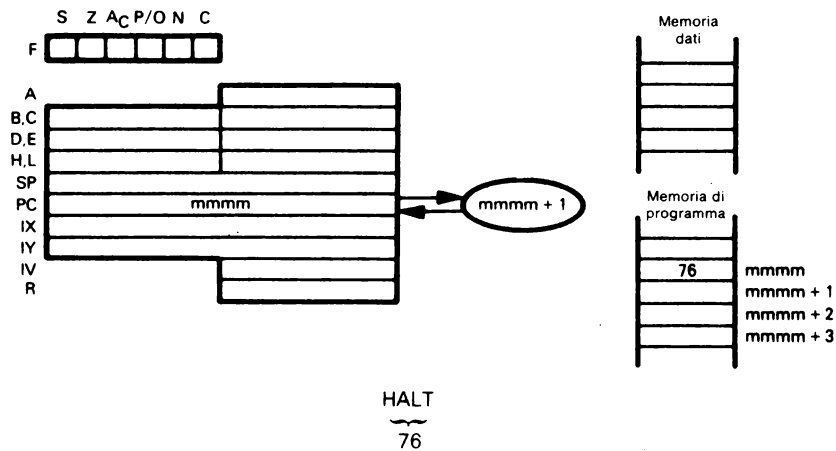 S Z AC P/O N C
F
A
B,C
D,E
H,L
SP
PC mmmm mmmm + 1
IX
IY
IV
R
Memoria
dati
Memoria di
programma
76 mmmm
mmmm + 1
mmmm + 2
mmmm + 3
HALT
76